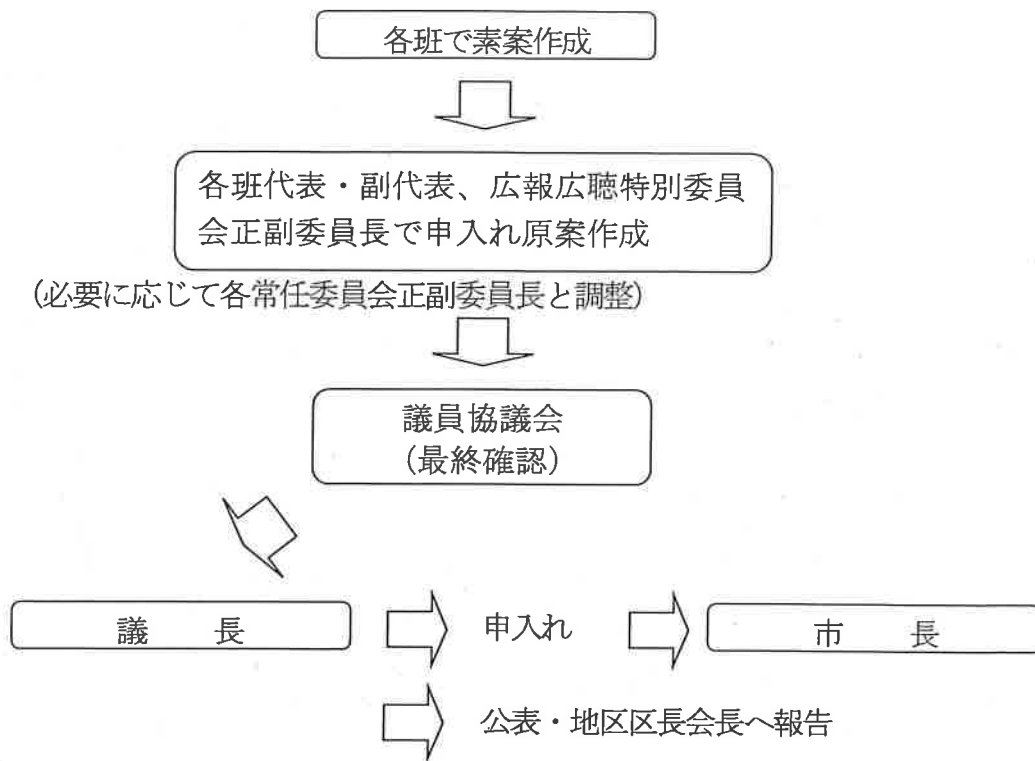 各班で素案作成
各班代表・副代表、広報広聴特別委員
会正副委員長で申入れ原案作成
(必要に応じて各常任委員会正副委員長と調整)
議員協議会
(最終確認)
議　　長
申入れ
市　　長
公表・地区区長会長へ報告